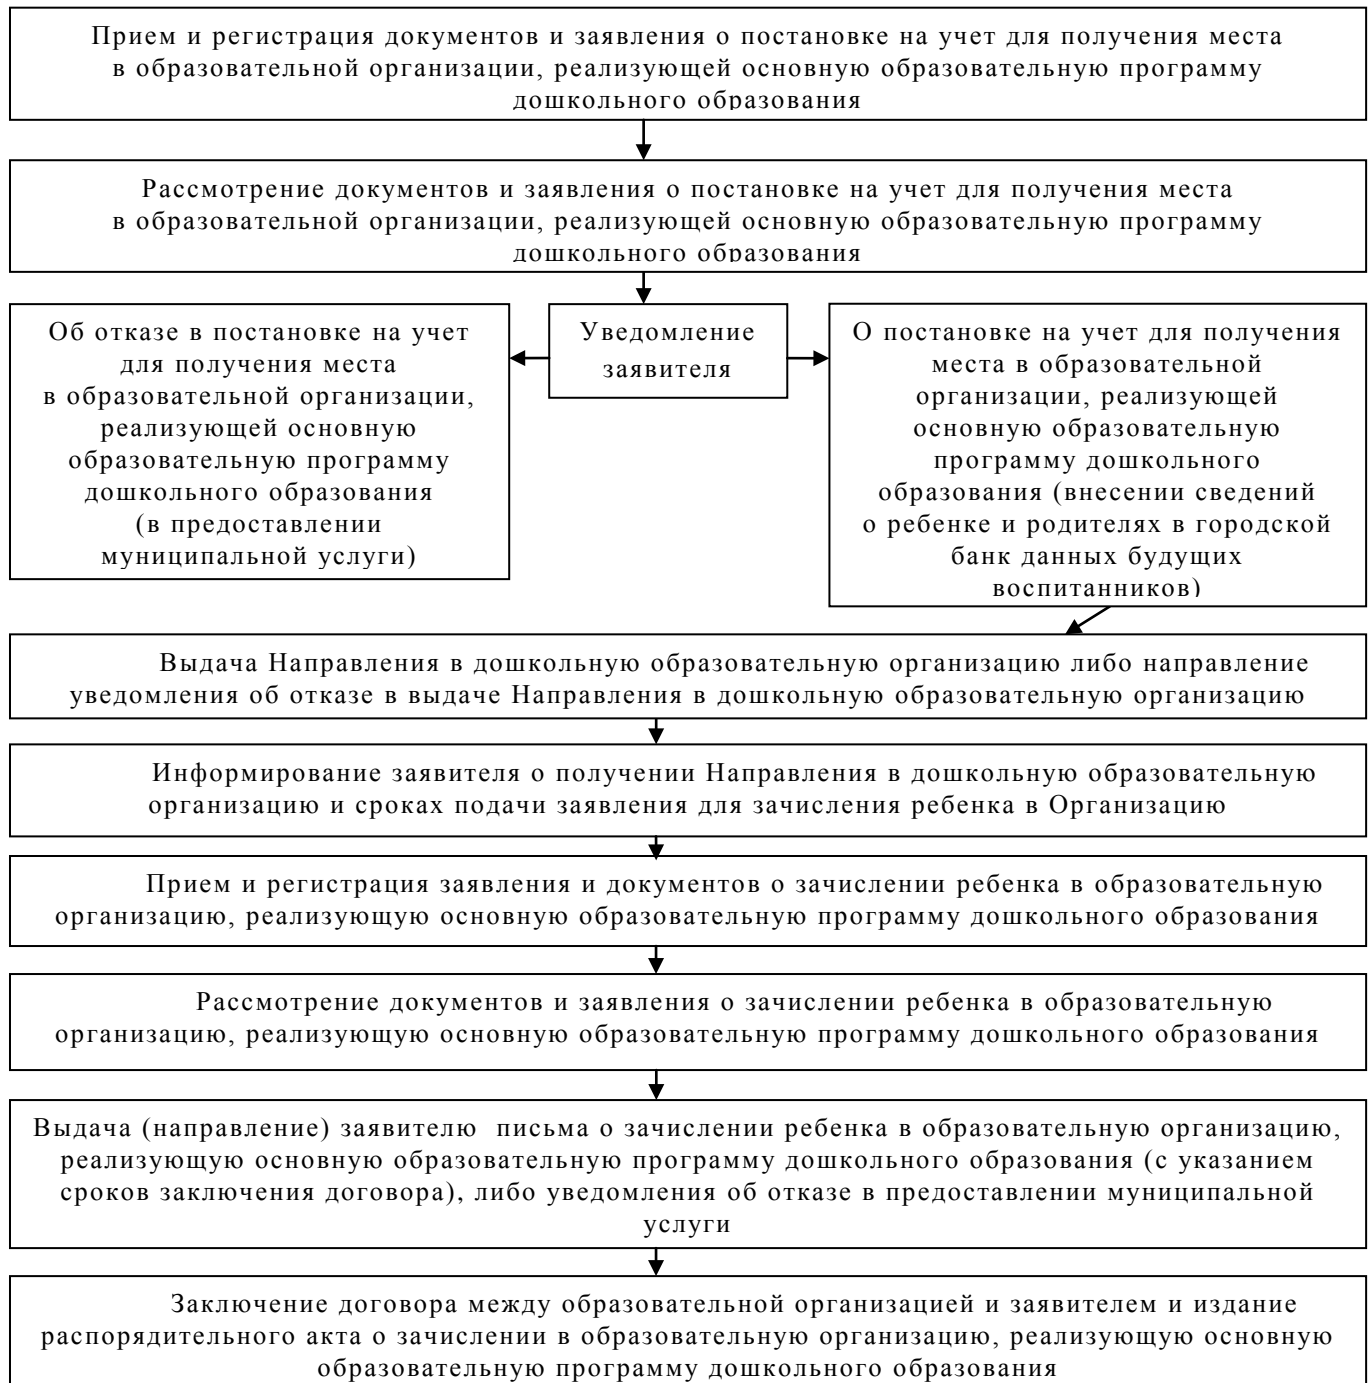 Прием и регистрация документов и заявления о постановке на учет для получения места
в образовательной организации, реализующей основную образовательную программу
дошкольного образования
Рассмотрение документов и заявления о постановке на учет для получения места
в образовательной организации, реализующей основную образовательную программу
дошкольного образования
Об отказе в постановке на учет
для получения места
в образовательной организации,
реализующей основную
образовательную программу
дошкольного образования
(в предоставлении
муниципальной услуги)
Уведомление
заявителя
О постановке на учет для получения
места в образовательной
организации, реализующей
основную образовательную
программу дошкольного
образования (внесении сведений
о ребенке и родителях в городской
банк данных будущих
воспитанников)
Выдача Направления в дошкольную образовательную организацию либо направление
уведомления об отказе в выдаче Направления в дошкольную образовательную организацию
Информирование заявителя о получении Направления в дошкольную образовательную
организацию и сроках подачи заявления для зачисления ребенка в Организацию
Прием и регистрация заявления и документов о зачислении ребенка в образовательную
организацию, реализующую основную образовательную программу дошкольного образования
Рассмотрение документов и заявления о зачислении ребенка в образовательную
организацию, реализующую основную образовательную программу дошкольного образования
Выдача (направление) заявителю письма о зачислении ребенка в образовательную организацию,
реализующую основную образовательную программу дошкольного образования (с указанием
сроков заключения договора), либо уведомления об отказе в предоставлении муниципальной
услуги
Заключение договора между образовательной организацией и заявителем и издание
распорядительного акта о зачислении в образовательную организацию, реализующую основную
образовательную программу дошкольного образования